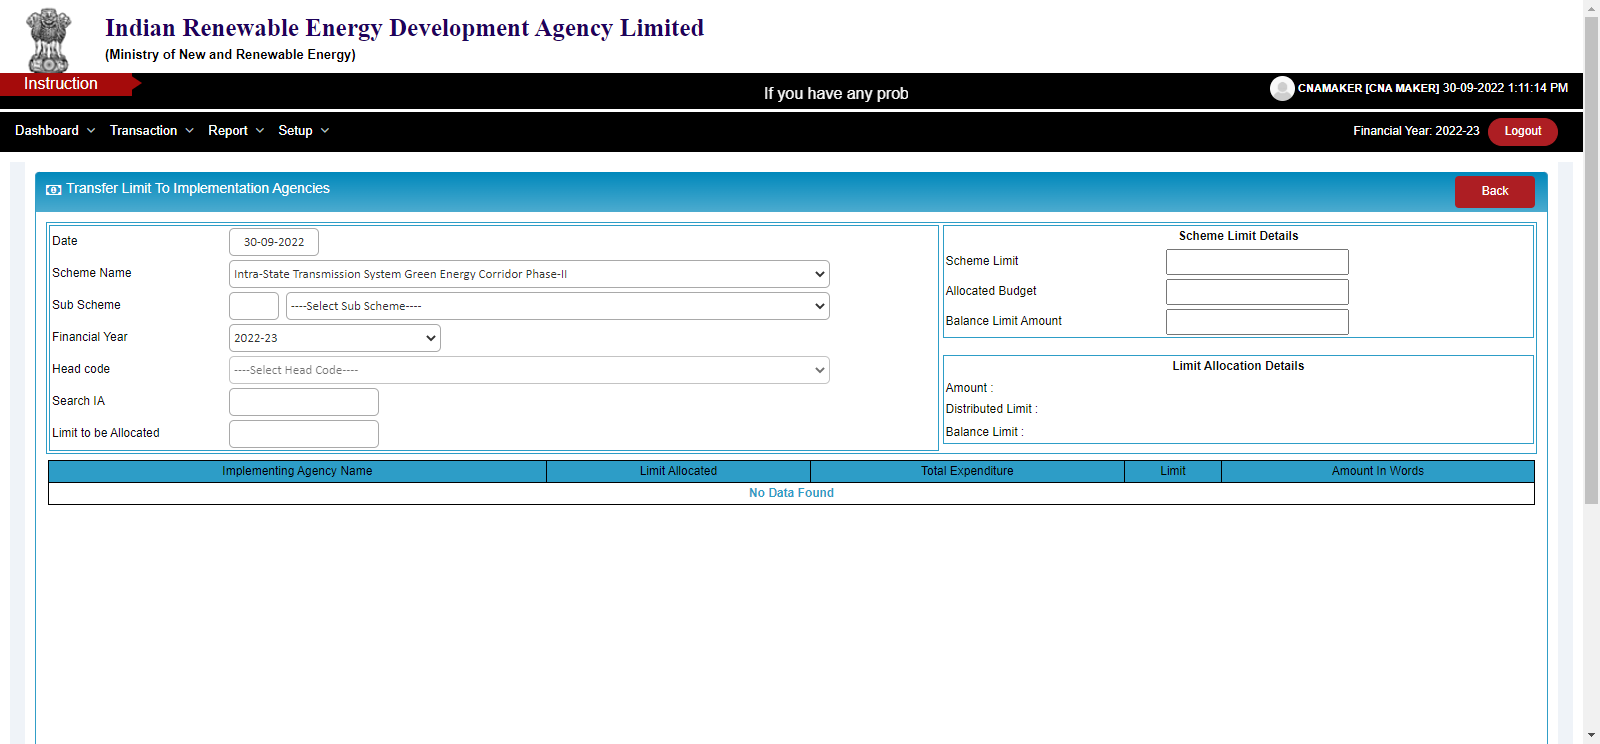 Indian Renewable Energy Development Agency Limited
(Ministry of New and Renewable Energy)
Instruction
If you have any prob
CNAMAKER [CNA MAKER] 30-09-2022 1:11:14 PM
Dashboard Transaction Report Setup
Financial Year: 2022-23 Logout
Transfer Limit To Implementation Agencies
Back
Date 30-09-2022
Scheme Name Intra-State Transmission System Green Energy Corridor Phase-II
Sub Scheme ----Select Sub Scheme----
Financial Year 2022-23
Head code ----Select Head Code----
Search IA
Limit to be Allocated
Scheme Limit Details
Scheme Limit
Allocated Budget
Balance Limit Amount
Limit Allocation Details
Amount :
Distributed Limit :
Balance Limit :
Implementing Agency Name Limit Allocated Total Expenditure Limit Amount In Words
No Data Found